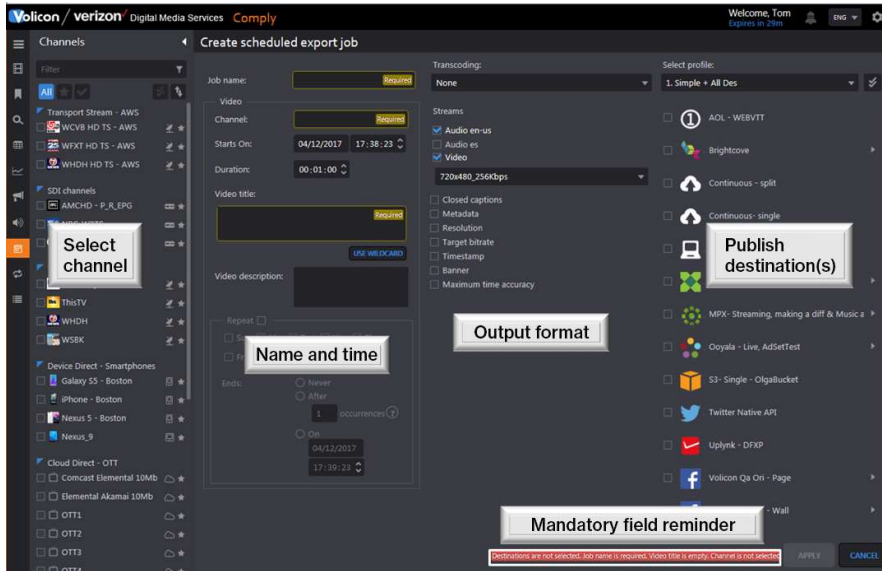 Volicon / verizon✓ Digital Media Services Comply
Welcome, Tom
Expires in 29m
ENG
Channels
Create scheduled export job
Filter
All
Transport Stream - AWS
WCVB HD TS - AWS
WFXT HD TS - AWS
WHDH HD TS - AWS
SDI channels
AMCHD - P_R_EPG
Select
channel
ThisTV
WHDH
WSBK
Device Direct - Smartphones
Galaxy S5 - Boston
iPhone - Boston
Nexus 5 - Boston
Nexus_9
Cloud Direct - OTT
Comcast Elemental 10Mb
Elemental Akamai 10Mb
OTT1
OTT2
OTT3
OTT4
Job name:
Required
Video
Channel:
Required
Starts On:
04/12/2017
17:38:23
Duration:
00:01:00
Video title:
Required
USE WILDCARD
Video description:
Repeat
Name and time
Ends:
Never
After
1
occurrences ?
On
04/12/2017
17:39:23
Transcoding:
None
Streams
Audio en-us
Audio es
Video
720x480_256Kbps
Closed captions
Metadata
Resolution
Target bitrate
Timestamp
Banner
Maximum time accuracy
Output format
Select profile:
1. Simple + All Des
AOL - WEBVTT
Brightcove
Continuous - split
Continuous- single
Publish
destination(s)
MPX- Streaming, making a diff & Music a
Ooyala - Live, AdSetTest
S3- Single - OlgaBucket
Twitter Native API
Uplynk - DFXP
Volicon Qa Ori - Page
- Wall
Mandatory field reminder
Destinations are not selected. Job name is required. Video title is empty. Channel is not selected
APPLY
CANCEL